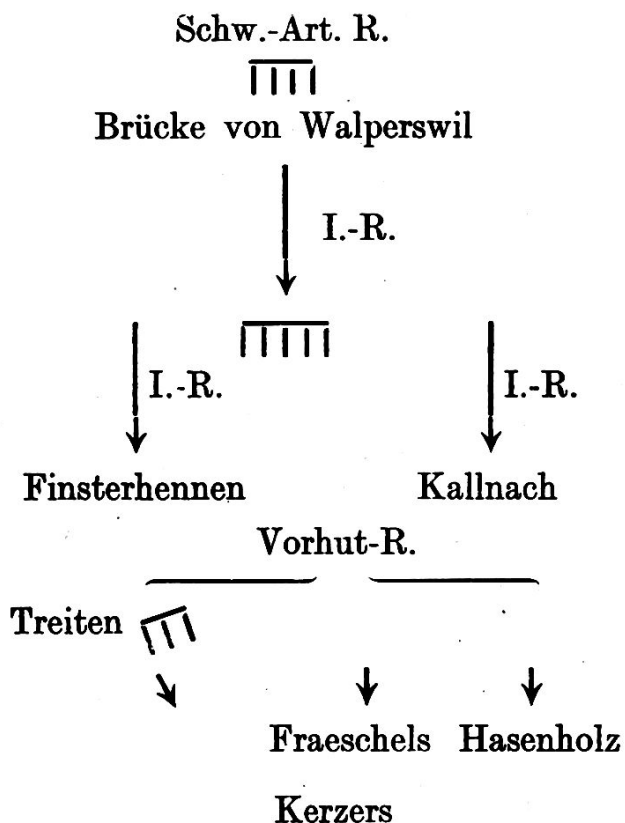 Schw.-Art. R.
Brücke von Walperswil
I.-R.
I.-R. I.-R.
Finsterhennen Kallnach
Vorhut-R.
Treiten
Fraeschels Hasenholz
Kerzers